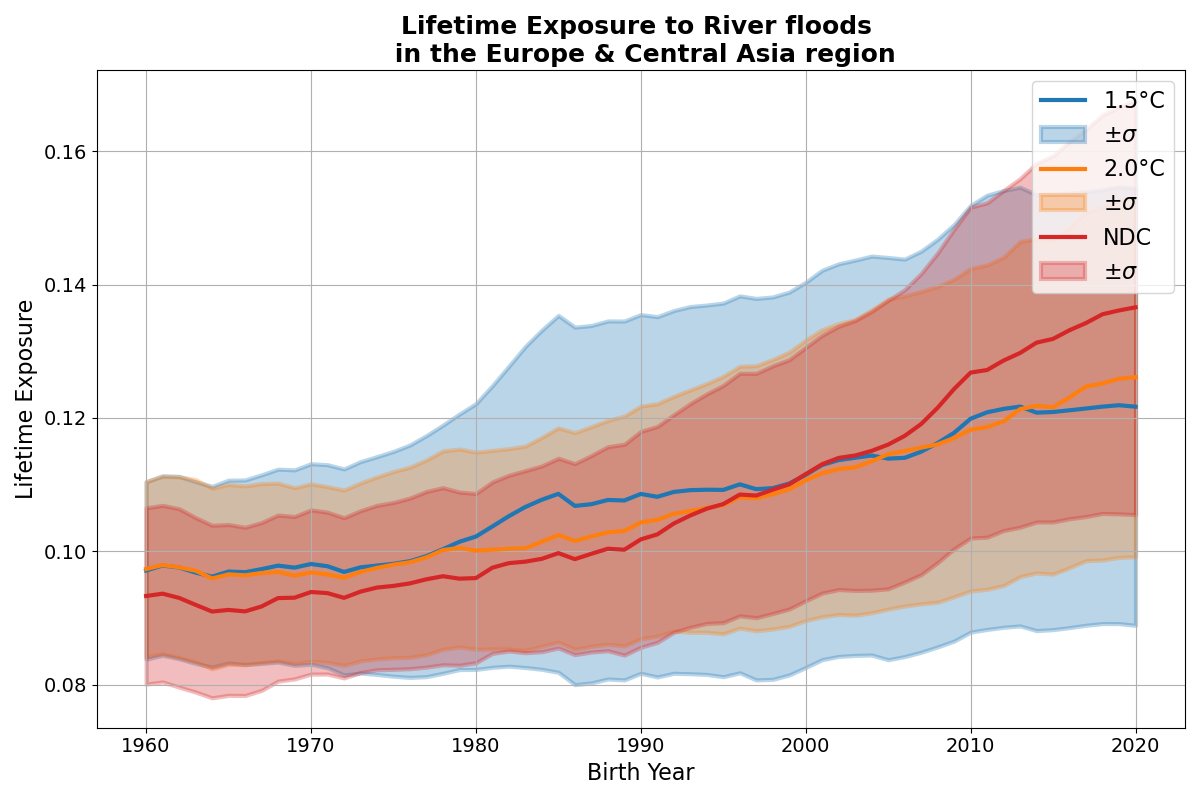 Lifetime Exposure to River floods
in the Europe & Central Asia region
Lifetime Exposure
0.16
0.14
0.12
0.10
0.08
1960
1970
1980
1990
2000
2010
2020
Birth Year
1.5°C
±σ
2.0°C
±σ
NDC
±σ